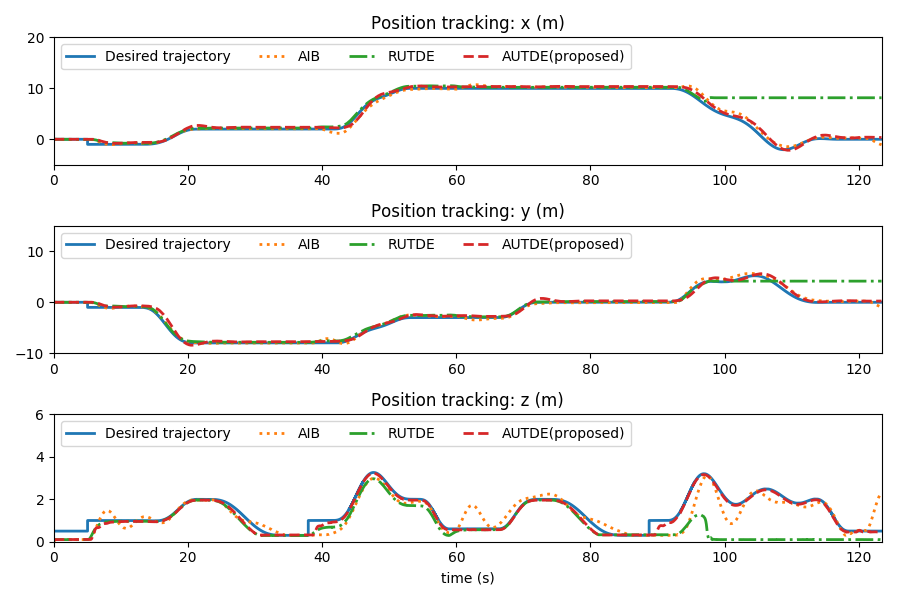 Position tracking: x (m)
20
Desired trajectory AIB RUTDE AUTDE(proposed)
10
0
0 20 40 60 80 100 120
Position tracking: y (m)
Desired trajectory AIB RUTDE AUTDE(proposed)
10
0
−10
0 20 40 60 80 100 120
Position tracking: z (m)
6
Desired trajectory AIB RUTDE AUTDE(proposed)
4
2
0
0 20 40 60 80 100 120
time (s)